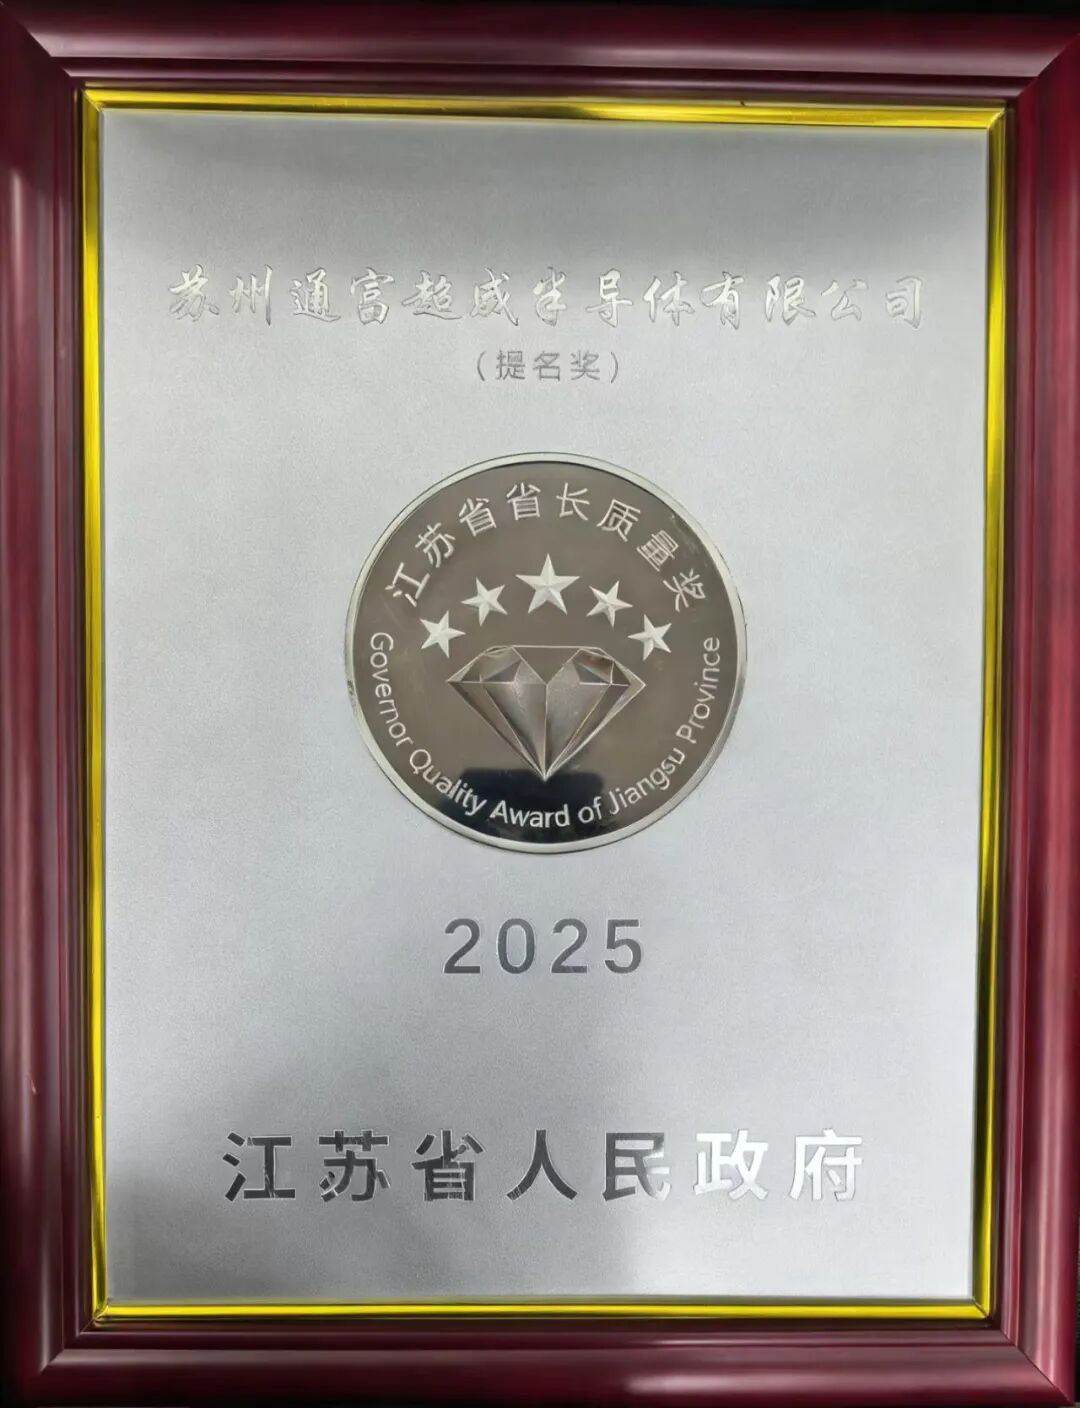 苏州通富超威半导体有限公司
（提名奖）
江苏省省长质量奖
Governor Quality Award of Jiangsu Province
2025
江苏省人民政府